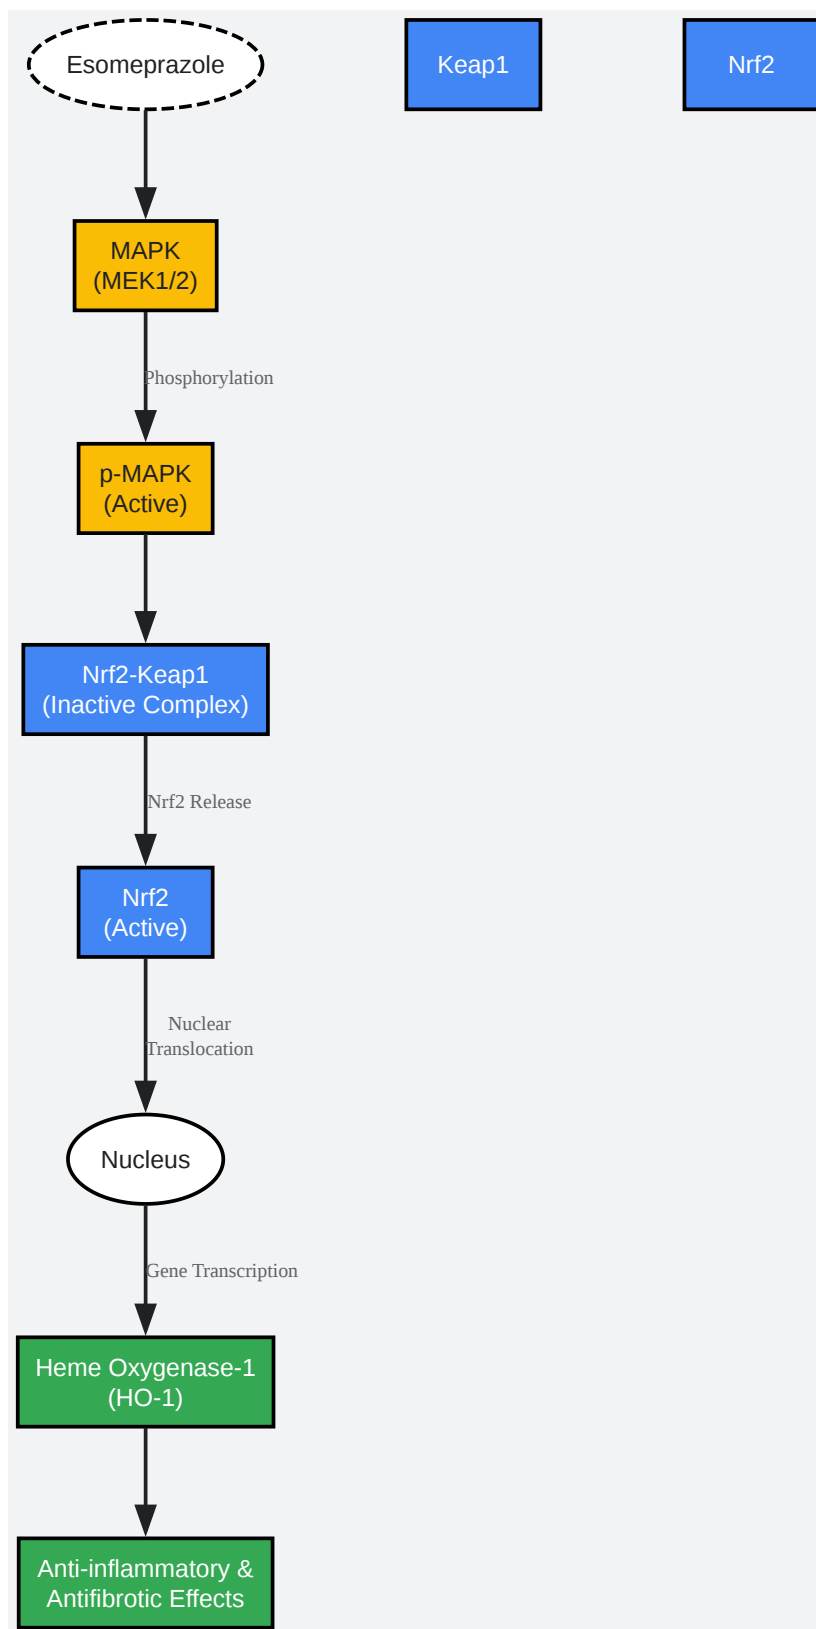 Esomeprazole
Keap1
Nrf2
MAPK
(MEK1/2)
Phosphorylation
p-MAPK
(Active)
Nrf2-Keap1
(Inactive Complex)
Nrf2 Release
Nrf2
(Active)
Nuclear
Translocation
Nucleus
Gene Transcription
Heme Oxygenase-1
(HO-1)
Anti-inflammatory &
Antifibrotic Effects